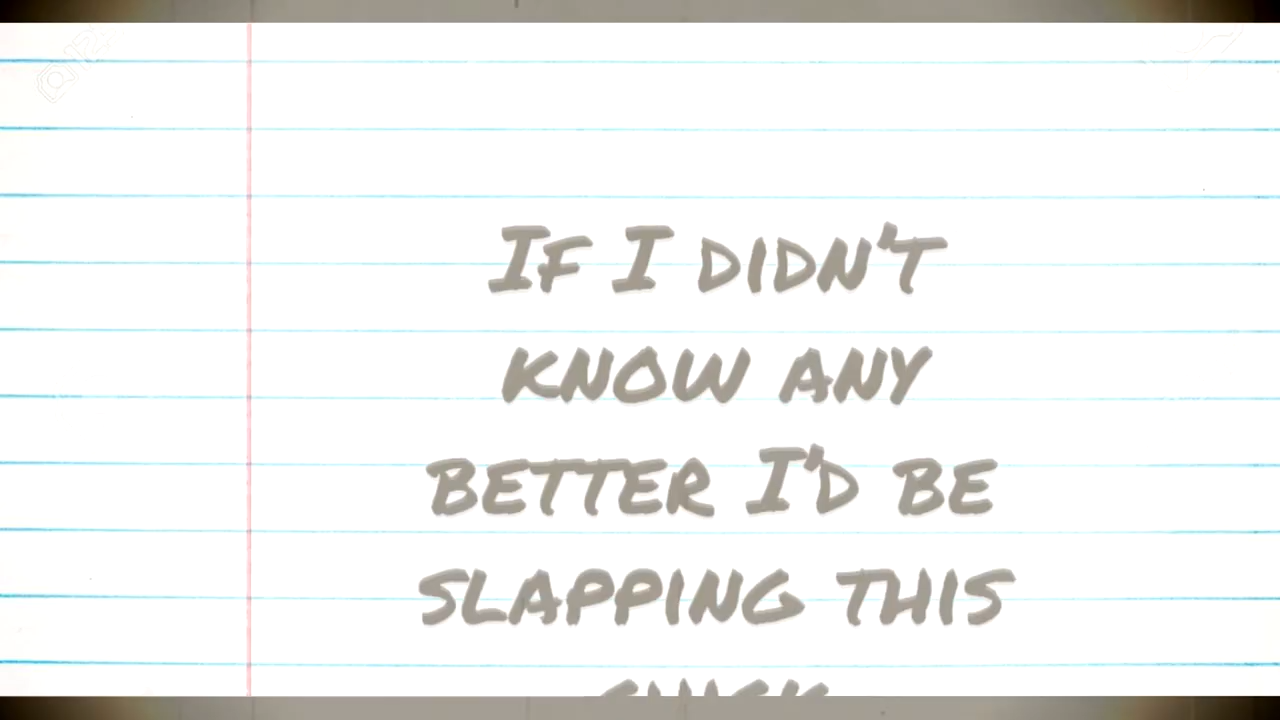 If I didn't
know any
better I'd be
slapping this